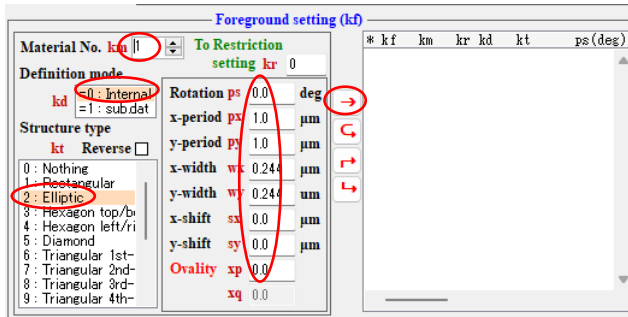 Foreground setting (kf)
Material No. km 1
To Restriction
setting kr 0
Definition mode
kd =0 : Internal
=1 : sub.dat
Structure type
kt Reverse
0 : Nothing
1 : Rectangular
2 : Elliptic
3 : Hexagon top/b
4 : Hexagon left/ri
5 : Diamond
6 : Triangular 1st-
7 : Triangular 2nd-
8 : Triangular 3rd-
9 : Triangular 4th-
Rotation ps 0.0 deg
x-period px 1.0 μm
y-period py 1.0 μm
x-width wx 0.244 μm
y-width wy 0.244 um
x-shift sx 0.0 μm
y-shift sy 0.0 μm
Ovality xp 0.0
xq 0.0
* kf km kr kd kt ps(deg)